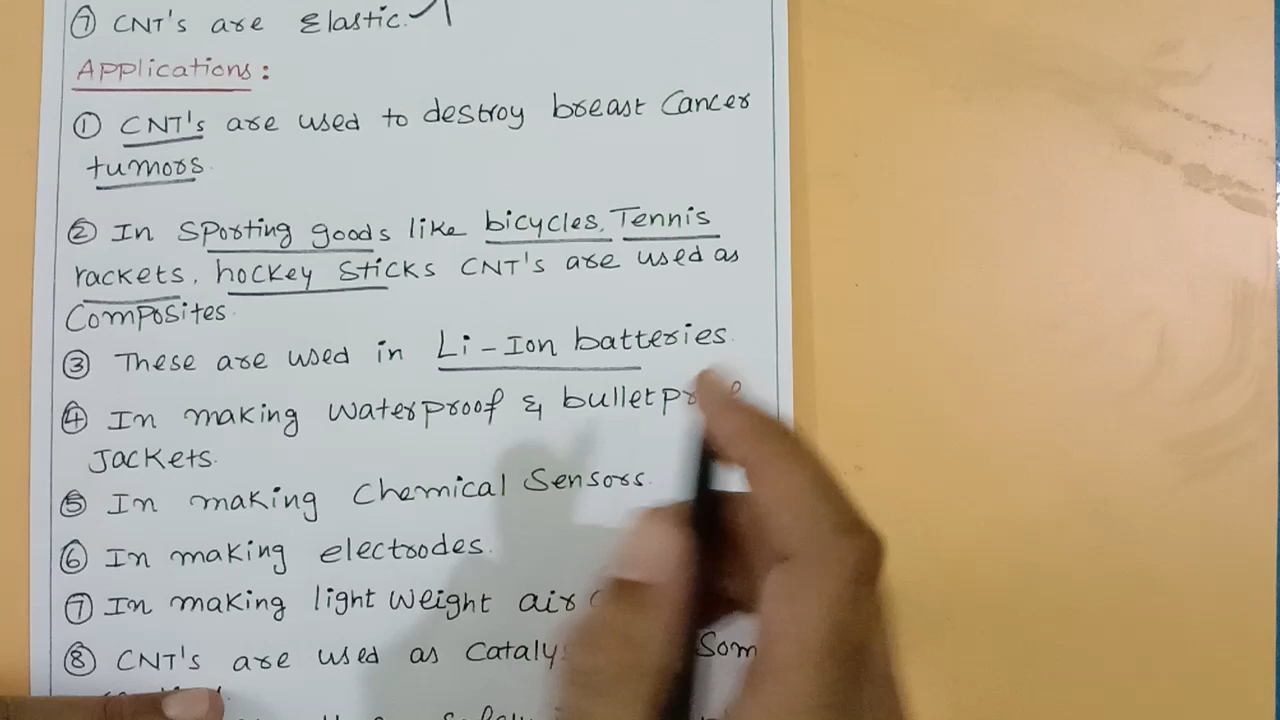 ⑦ CNT's are Elastic.
Applications:
① CNT's are used to destroy breast Cancer
tumors.
② In Sporting goods like bicycles, Tennis
rackets, hockey Sticks CNT's are used as
Composites.
③ These are used in Li-Ion batteries.
④ In making waterproof & bulletproof
Jackets.
⑤ In making Chemical Sensors.
⑥ In making electrodes.
⑦ In making light weight air
⑧ CNT's are used as